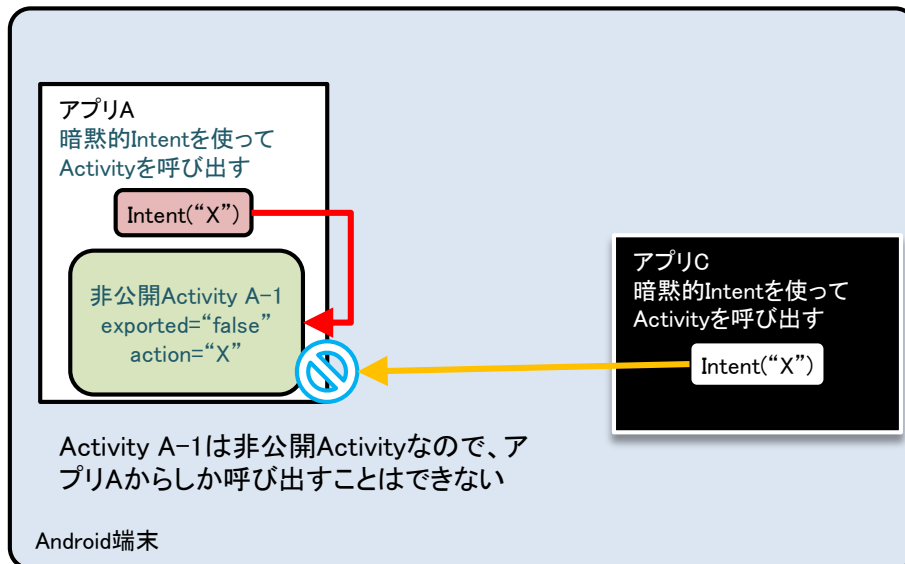 アプリA
暗黙的Intentを使って
Activityを呼び出す
Intent(“X”)
非公開Activity A-1
exported=“false”
action=“X”
アプリC
暗黙的Intentを使って
Activityを呼び出す
Intent(“X”)
Activity A-1は非公開Activityなので、ア
プリAからしか呼び出すことはできない
Android端末